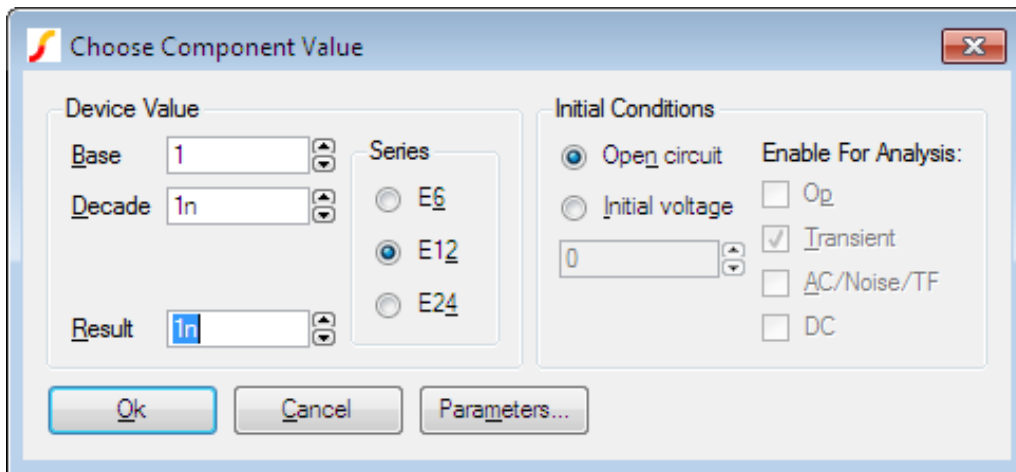 Choose Component Value
Device Value
Base 1
Decade 1n
Result 1n
Series
E6
E12
E24
Initial Conditions
Open circuit
Initial voltage
0
Enable For Analysis:
Op
Transient
AC/Noise/TF
DC
Ok Cancel Parameters...